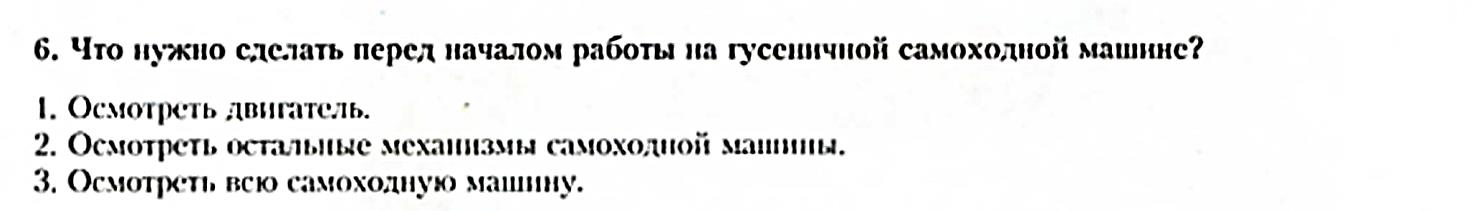 6. Что нужно сделать перед началом работы на гусеничной самоходной машине?
1. Осмотреть двигатель.
2. Осмотреть остальные механизмы самоходной машины.
3. Осмотреть всю самоходную машину.